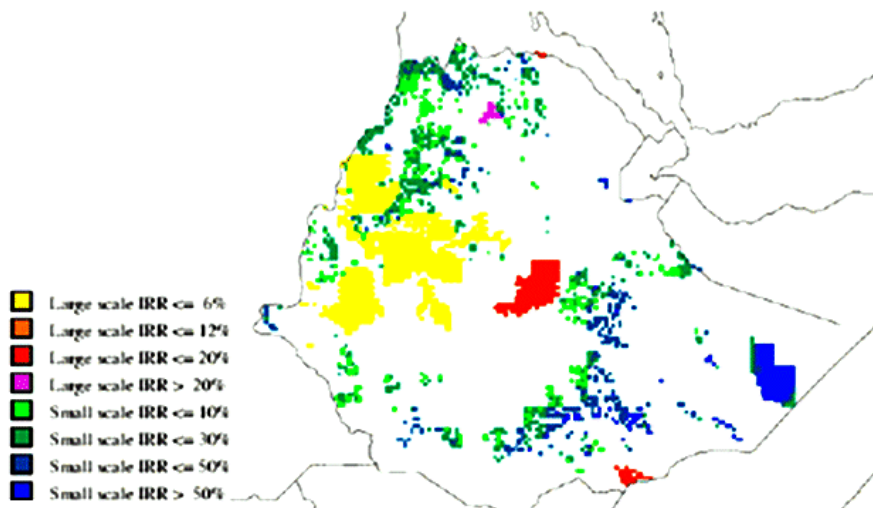 Large scale IRR <= 6%
Large scale IRR <= 12%
Large scale IRR <= 20%
Large scale IRR > 20%
Small scale IRR <= 10%
Small scale IRR <= 30%
Small scale IRR <= 50%
Small scale IRR > 50%